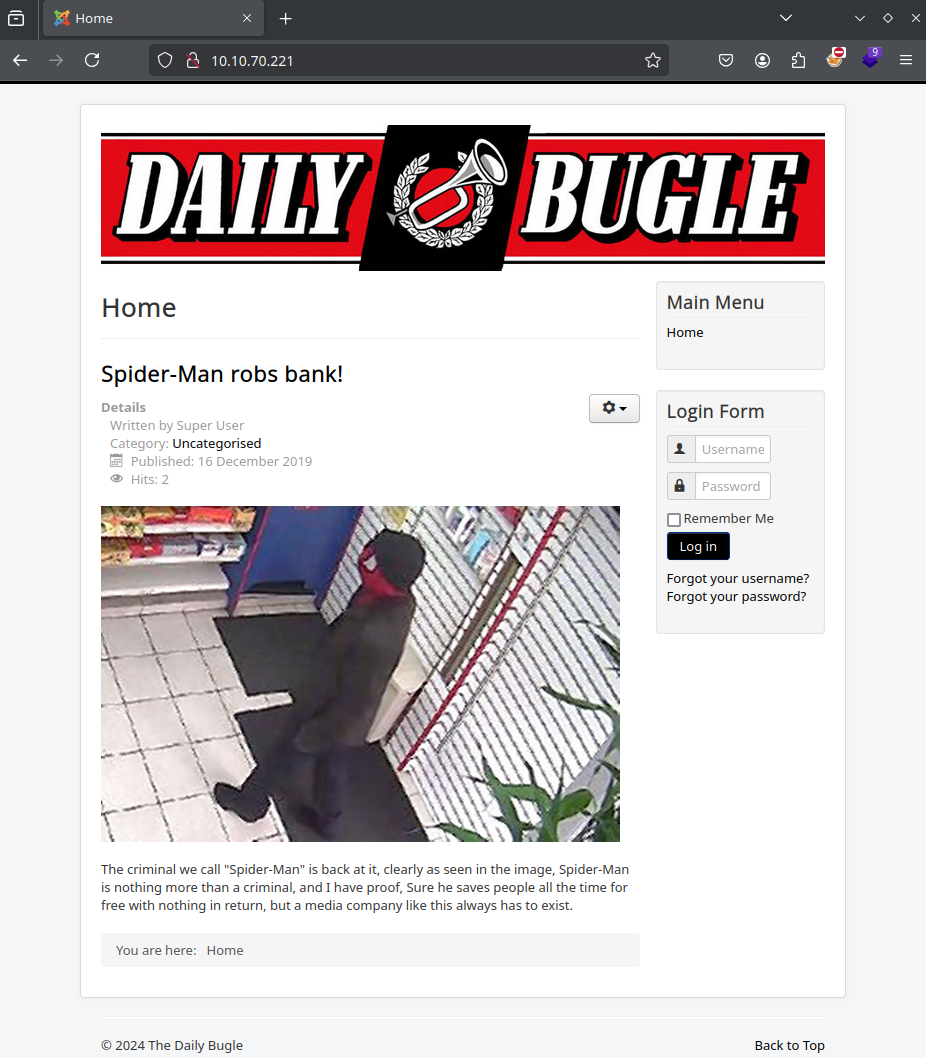 Home
10.10.70.221
9
DAILY BUGLE
Home
Main Menu
Home
Spider-Man robs bank!
Details
Written by Super User
Category: Uncategorised
Published: 16 December 2019
Hits: 2
Login Form
Username
Password
Remember Me
Log in
Forgot your username?
Forgot your password?
The criminal we call "Spider-Man" is back at it, clearly as seen in the image, Spider-Man
is nothing more than a criminal, and I have proof, Sure he saves people all the time for
free with nothing in return, but a media company like this always has to exist.
You are here: Home
© 2024 The Daily Bugle
Back to Top